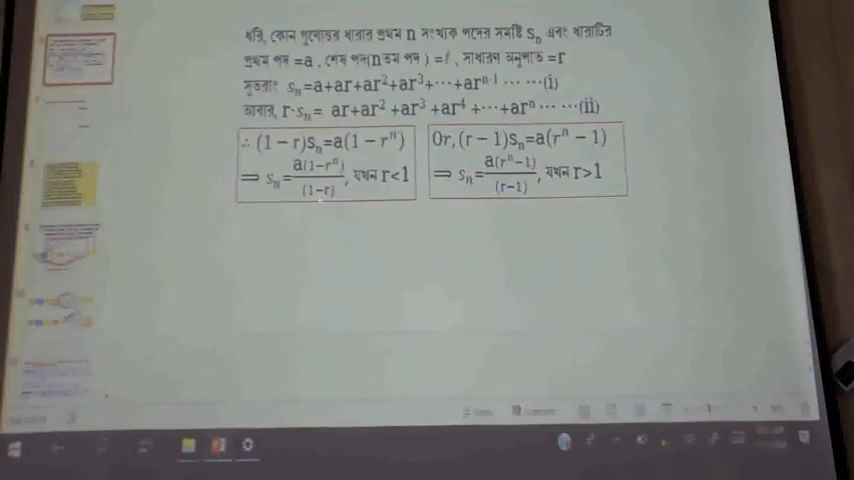 ধরি, কোন গুণোত্তর ধারার প্রথম n সংখ্যক পদের সমষ্টি Sₙ এবং ধারাটির
প্রথম পদ =a , শেষ পদ(n তম পদ ) =ℓ , সাধারণ অনুপাত =r
সুতরাং Sₙ=a+ar+ar²+ar³+⋯+arⁿ⁻¹ ⋯ ⋯(i)
আবার, r·Sₙ= ar+ar²+ar³+ar⁴+⋯+arⁿ ⋯ ⋯(ii)
∴ (1−r)Sₙ=a(1−rⁿ)
⟹ Sₙ=a(1−rⁿ)/(1−r), যখন r<1
Or, (r−1)Sₙ=a(rⁿ−1)
⟹ Sₙ=a(rⁿ−1)/(r−1), যখন r>1